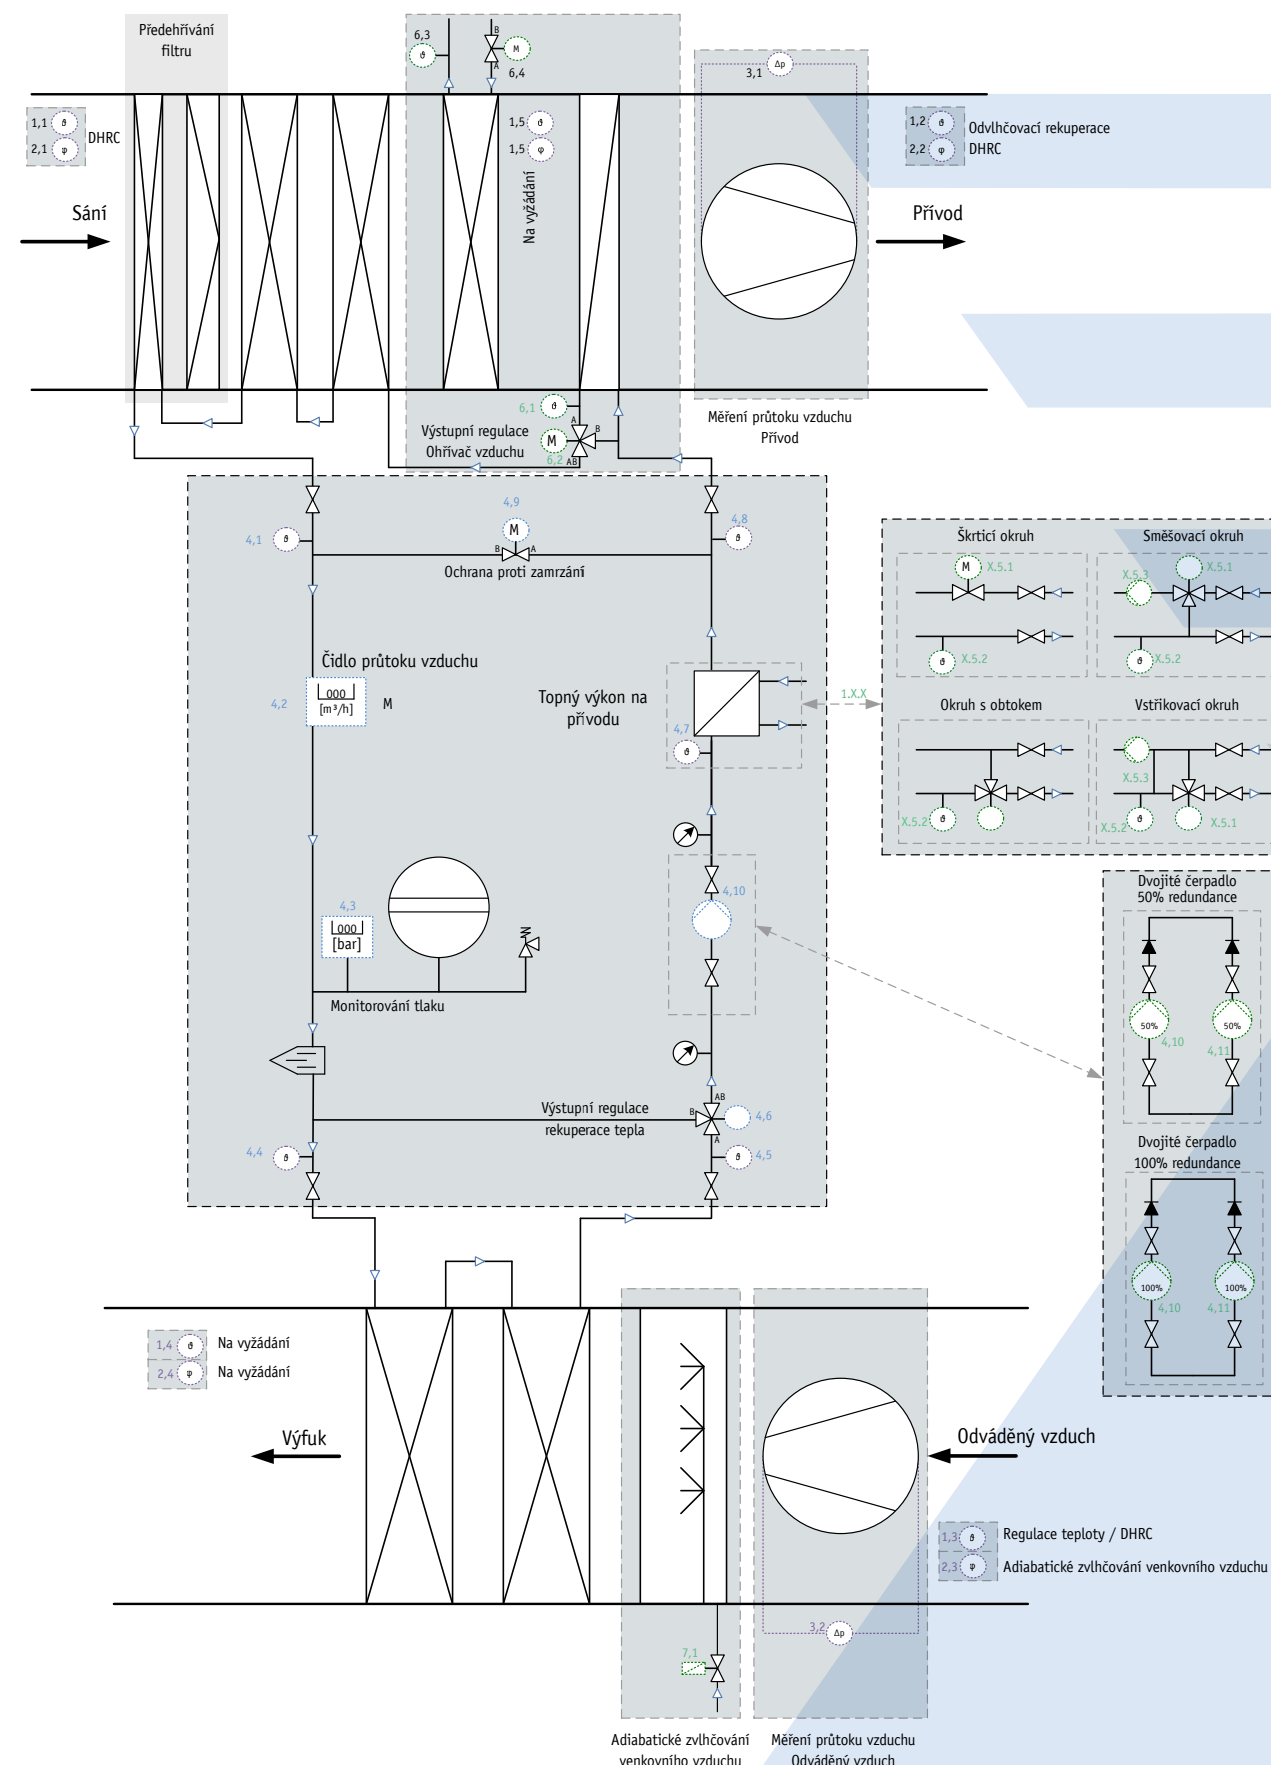 Předehřívání
filtru
6,3
ϑ
B
M
A
6,4
3,1
Δp
1,1
ϑ
DHRC
2,1
φ
1,5
ϑ
1,5
φ
Na vyžádání
1,2
ϑ
Odvlhčovací rekuperace
2,2
φ
DHRC
Sání
Přívod
6,1
ϑ
Výstupní regulace
Ohřívač vzduchu
A
M
B
6,2
AB
Měření průtoku vzduchu
Přívod
4,9
4,1
ϑ
M
B
A
4,8
ϑ
Ochrana proti zamrzání
Čidlo průtoku vzduchu
4,2
000
[m³/h]
M
Topný výkon na
přívodu
4,7
ϑ
1.X.X
Škrticí okruh
M
X.5.1
ϑ
X.5.2
Směšovací okruh
X.5.3
X.5.1
ϑ
X.5.2
Okruh s obtokem
X.5.2
ϑ
Vstřikovací okruh
X.5.3
X.5.2
ϑ
X.5.1
4,3
000
[bar]
Monitorování tlaku
4,10
Dvojité čerpadlo
50% redundance
50%
50%
4,10
4,11
Výstupní regulace
rekuperace tepla
AB
B
A
4,6
4,4
ϑ
ϑ
4,5
Dvojité čerpadlo
100% redundance
100%
100%
4,10
4,11
1,4
ϑ
Na vyžádání
2,4
φ
Na vyžádání
Výfuk
Odváděný vzduch
1,3
ϑ
Regulace teploty / DHRC
2,3
φ
Adiabatické zvlhčování venkovního vzduchu
3,2
Δp
7,1
Adiabatické zvlhčování
venkovního vzduchu
Měření průtoku vzduchu
Odváděný vzduch